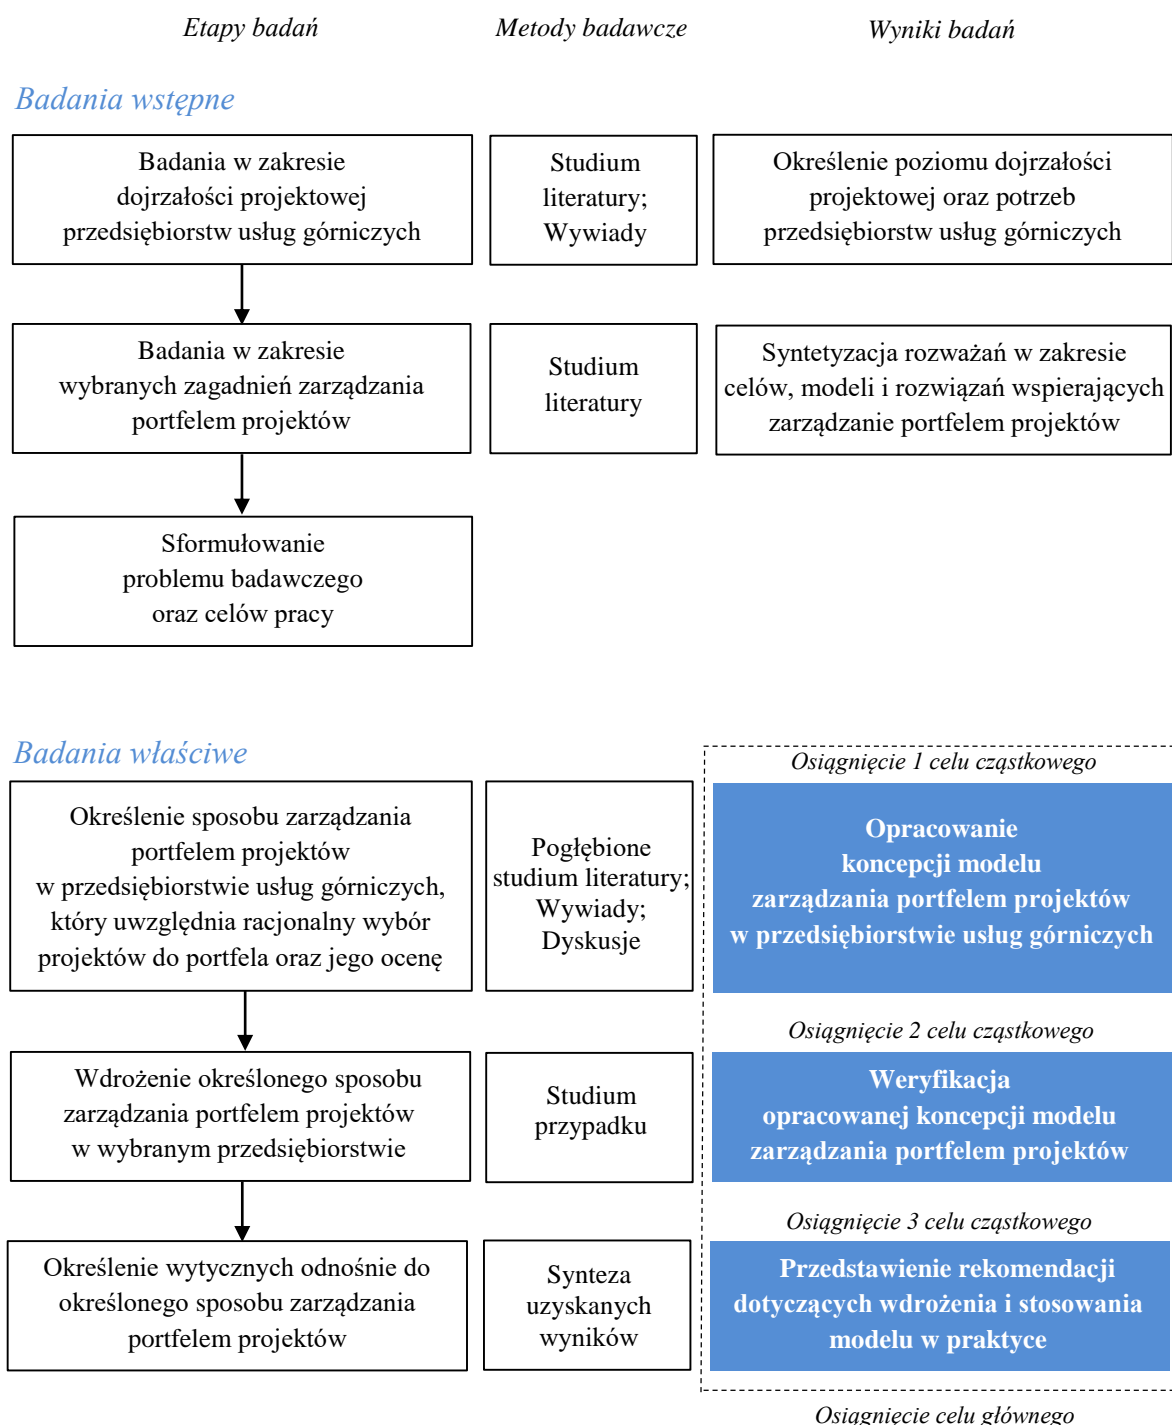 Etapy badań
Metody badawcze
Wyniki badań
Badania wstępne
Badania w zakresie
dojrzałości projektowej
przedsiębiorstw usług górniczych
Studium
literatury;
Wywiady
Określenie poziomu dojrzałości
projektowej oraz potrzeb
przedsiębiorstw usług górniczych
Badania w zakresie
wybranych zagadnień zarządzania
portfelem projektów
Studium
literatury
Syntetyzacja rozważań w zakresie
celów, modeli i rozwiązań wspierających
zarządzanie portfelem projektów
Sformułowanie
problemu badawczego
oraz celów pracy
Badania właściwe
Osiągnięcie 1 celu cząstkowego
Określenie sposobu zarządzania
portfelem projektów
w przedsiębiorstwie usług górniczych,
który uwzględnia racjonalny wybór
projektów do portfela oraz jego ocenę
Pogłębione
studium literatury;
Wywiady;
Dyskusje
Opracowanie
koncepcji modelu
zarządzania portfelem projektów
w przedsiębiorstwie usług górniczych
Osiągnięcie 2 celu cząstkowego
Wdrożenie określonego sposobu
zarządzania portfelem projektów
w wybranym przedsiębiorstwie
Studium
przypadku
Weryfikacja
opracowanej koncepcji modelu
zarządzania portfelem projektów
Osiągnięcie 3 celu cząstkowego
Określenie wytycznych odnośnie do
określonego sposobu zarządzania
portfelem projektów
Synteza
uzyskanych
wyników
Przedstawienie rekomendacji
dotyczących wdrożenia i stosowania
modelu w praktyce
Osiągnięcie celu głównego